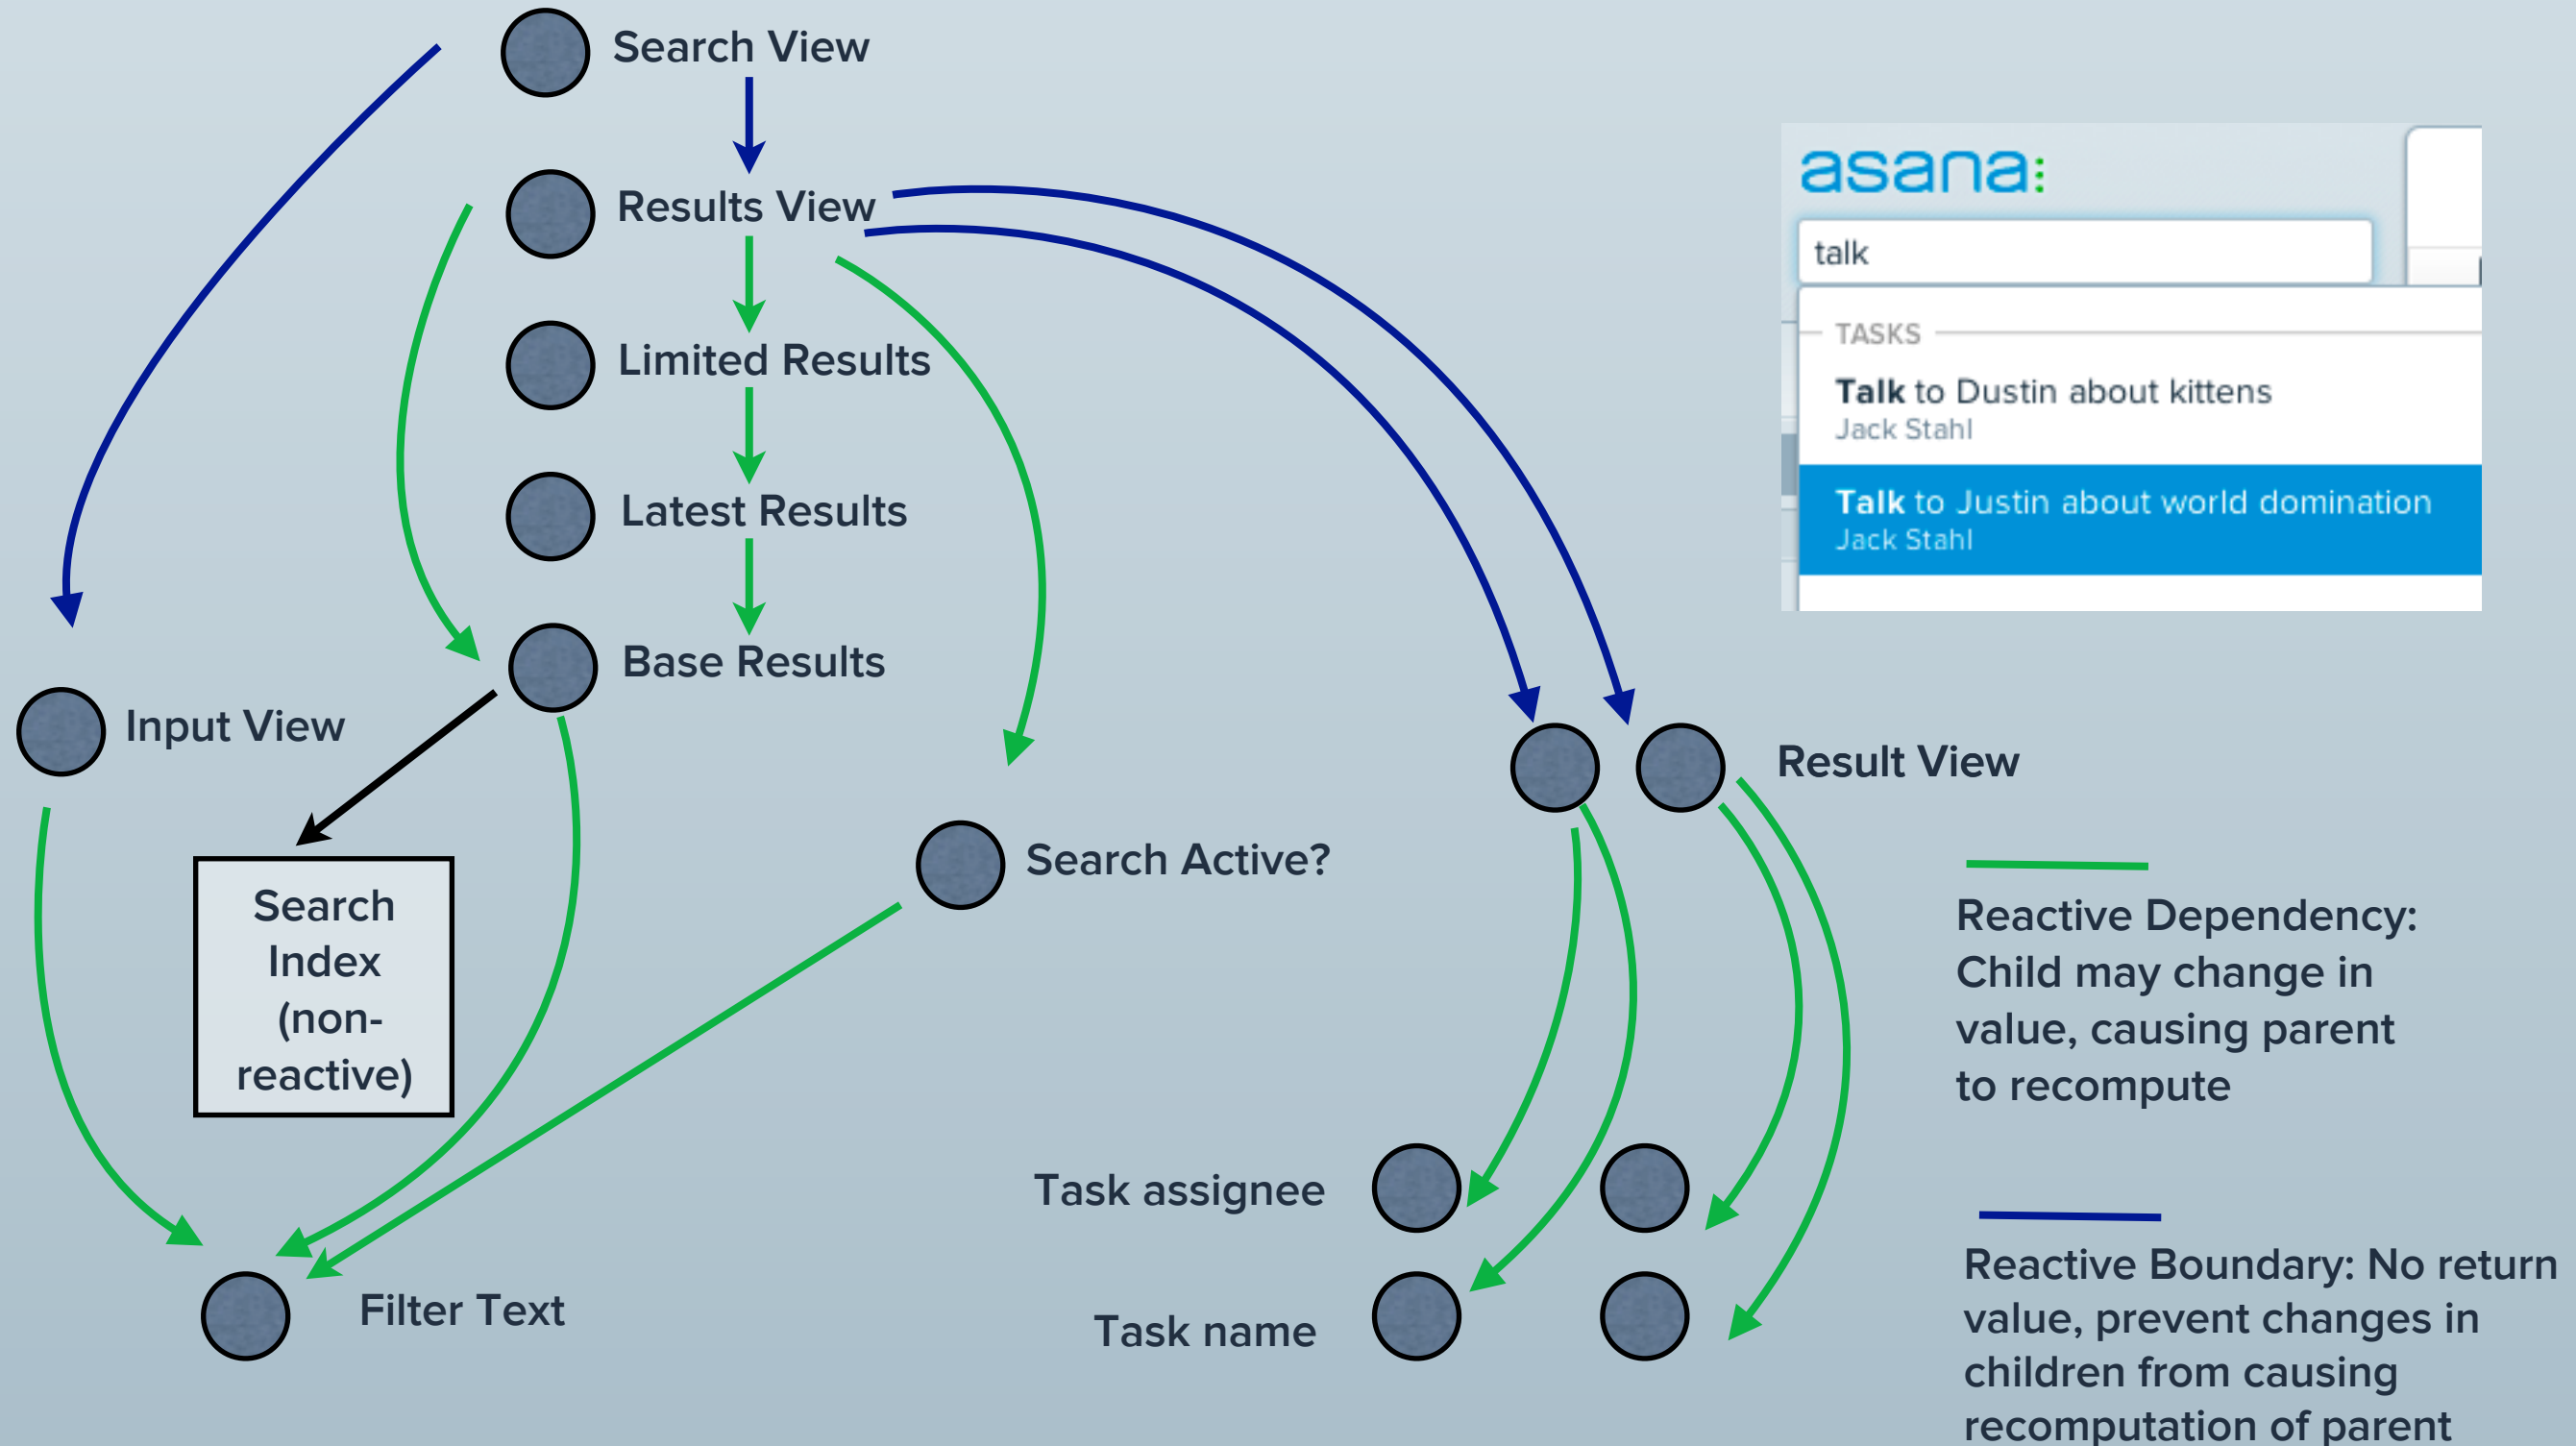 Search View
Results View
Limited Results
Latest Results
Base Results
Input View
Search
Index
(non-
reactive)
Filter Text
Search Active?
Task assignee
Task name
Result View
asana
talk
TASKS
Talk to Dustin about kittens
Jack Stahl
Talk to Justin about world domination
Jack Stahl
Reactive Dependency:
Child may change in
value, causing parent
to recompute
Reactive Boundary: No return
value, prevent changes in
children from causing
recomputation of parent